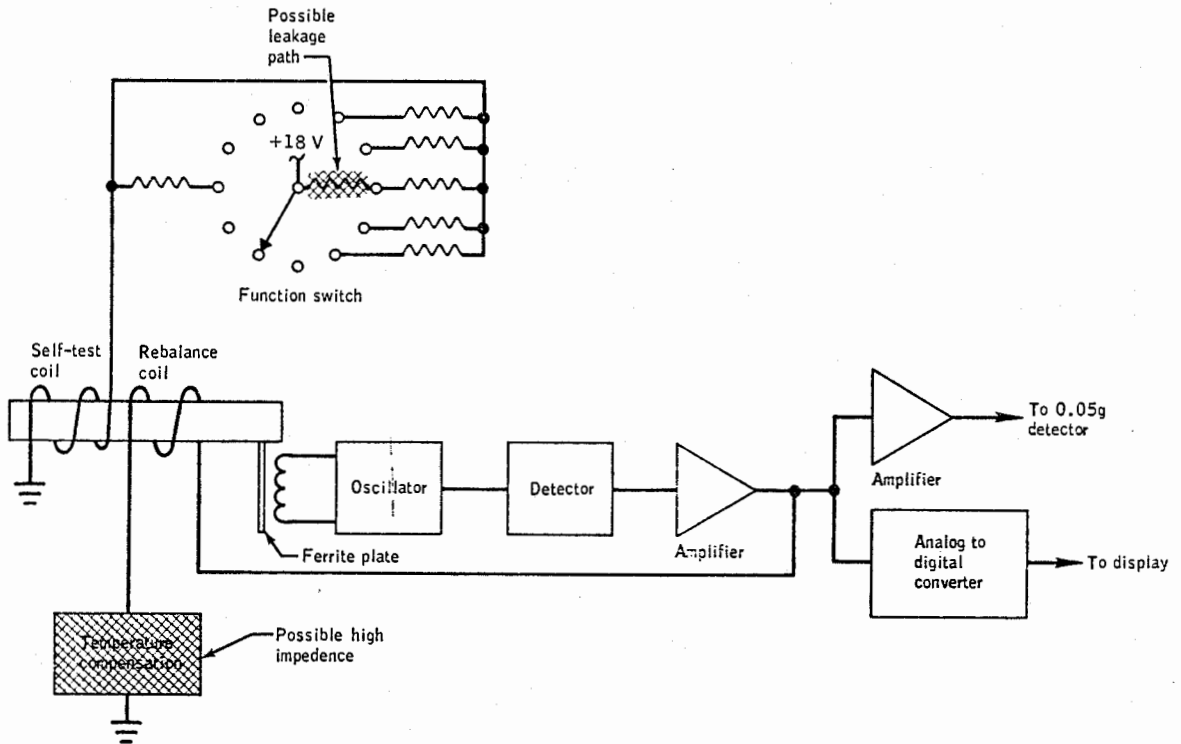 Possible
leakage
path
+18 V
Function switch
Self-test
coil
Rebalance
coil
Oscillator
Detector
Amplifier
Ferrite plate
To 0.05g
detector
Amplifier
Analog to
digital
converter
To display
Temperature
compensation
Possible high
impedence